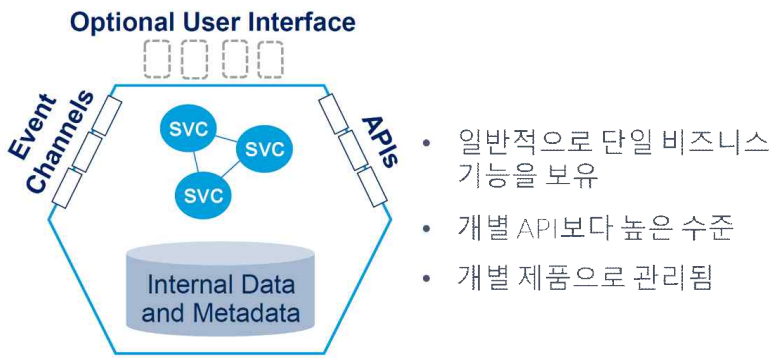 Optional User Interface
Event
Channels
APIs
svc
svc
svc
Internal Data
and Metadata
• 일반적으로 단일 비즈니스
기능을 보유
• 개별 API보다 높은 수준
• 개별 제품으로 관리됨